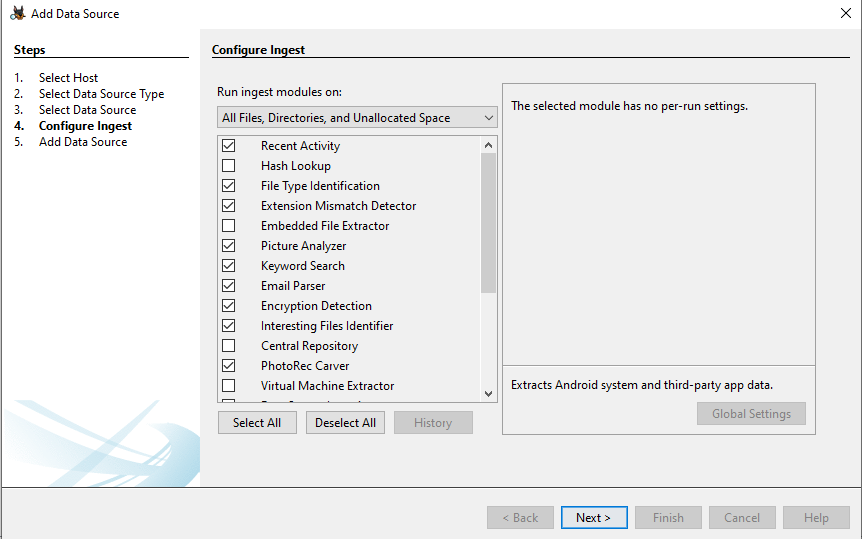 Add Data Source
Steps
1. Select Host
2. Select Data Source Type
3. Select Data Source
4. Configure Ingest
5. Add Data Source
Configure Ingest
Run ingest modules on:
All Files, Directories, and Unallocated Space
Recent Activity
Hash Lookup
File Type Identification
Extension Mismatch Detector
Embedded File Extractor
Picture Analyzer
Keyword Search
Email Parser
Encryption Detection
Interesting Files Identifier
Central Repository
PhotoRec Carver
Virtual Machine Extractor
Select All
Deselect All
History
The selected module has no per-run settings.
Extracts Android system and third-party app data.
Global Settings
< Back
Next >
Finish
Cancel
Help